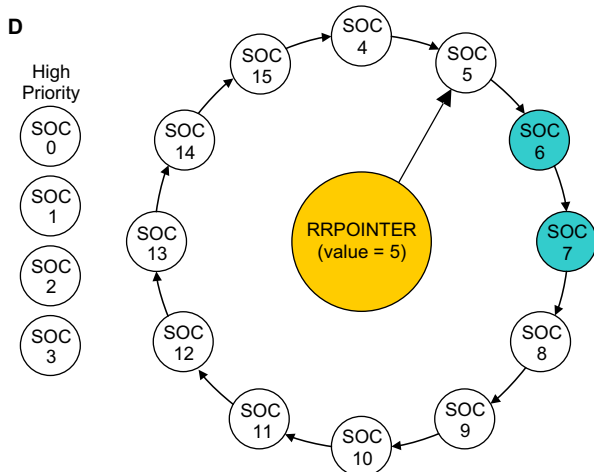 D
High
Priority
SOC
0
SOC
1
SOC
2
SOC
3
SOC
4
SOC
5
SOC
6
SOC
7
SOC
8
SOC
9
SOC
10
SOC
11
SOC
12
SOC
13
SOC
14
SOC
15
RRPOINTER
(value = 5)